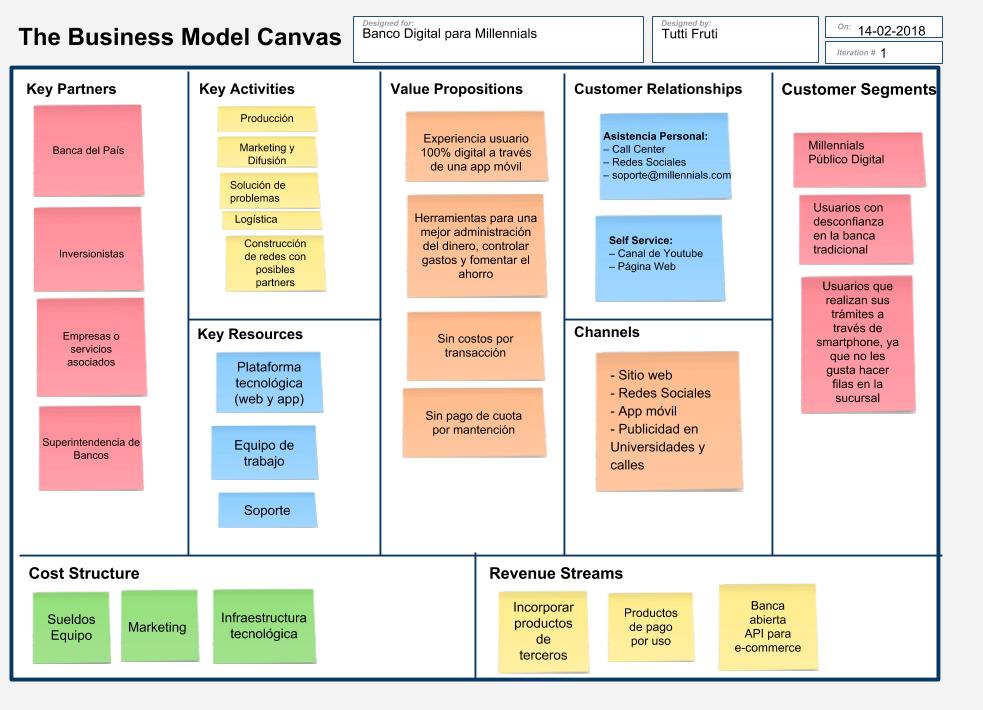 The Business Model Canvas
Designed for:
Banco Digital para Millennials
Designed by:
Tutti Fruti
On: 14-02-2018
Iteration # 1
Key Partners
Banca del País
Inversionistas
Empresas o
servicios
asociados
Superintendencia de
Bancos
Key Activities
Producción
Marketing y
Difusión
Solución de
problemas
Logística
Construcción
de redes con
posibles
partners
Key Resources
Plataforma
tecnológica
(web y app)
Equipo de
trabajo
Soporte
Value Propositions
Experiencia usuario
100% digital a través
de una app móvil
Herramientas para una
mejor administración
del dinero, controlar
gastos y fomentar el
ahorro
Sin costos por
transacción
Sin pago de cuota
por mantención
Customer Relationships
Asistencia Personal:
– Call Center
– Redes Sociales
– soporte@millennials.com
Self Service:
– Canal de Youtube
– Página Web
Channels
- Sitio web
- Redes Sociales
- App móvil
- Publicidad en
Universidades y
calles
Customer Segments
Millennials
Público Digital
Usuarios con
desconfianza
en la banca
tradicional
Usuarios que
realizan sus
trámites a
través de
smartphone, ya
que no les
gusta hacer
filas en la
sucursal
Cost Structure
Sueldos
Equipo
Marketing
Infraestructura
tecnológica
Revenue Streams
Incorporar
productos
de
terceros
Productos
de pago
por uso
Banca
abierta
API para
e-commerce